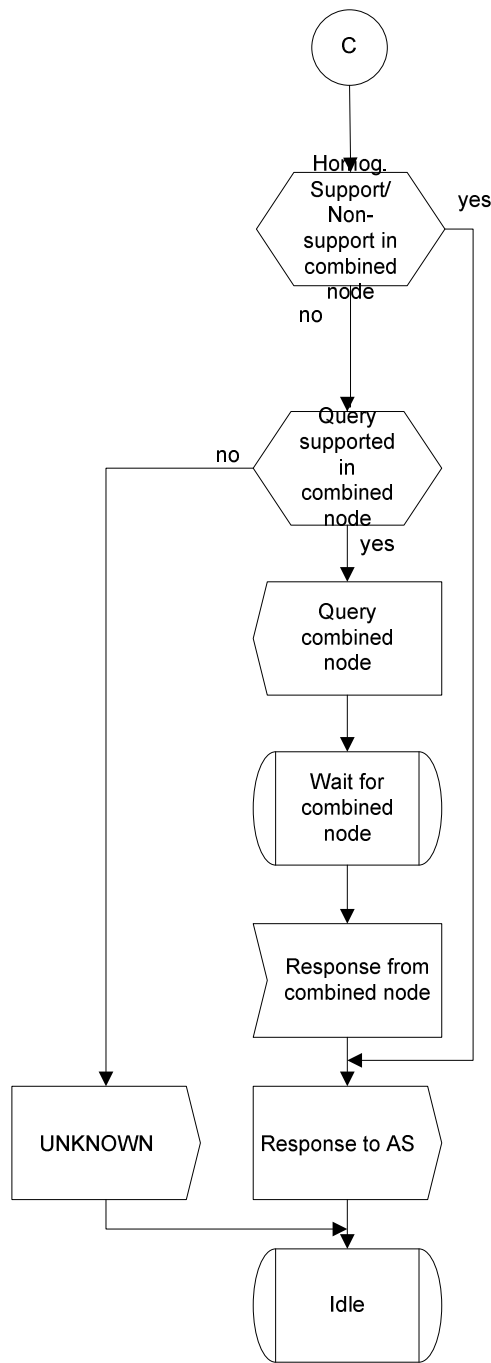 C
Homog.
Support/
Non-
support in
combined
node
yes
no
Query
supported
in
combined
node
no
yes
Query
combined
node
Wait for
combined
node
Response from
combined node
UNKNOWN
Response to AS
Idle